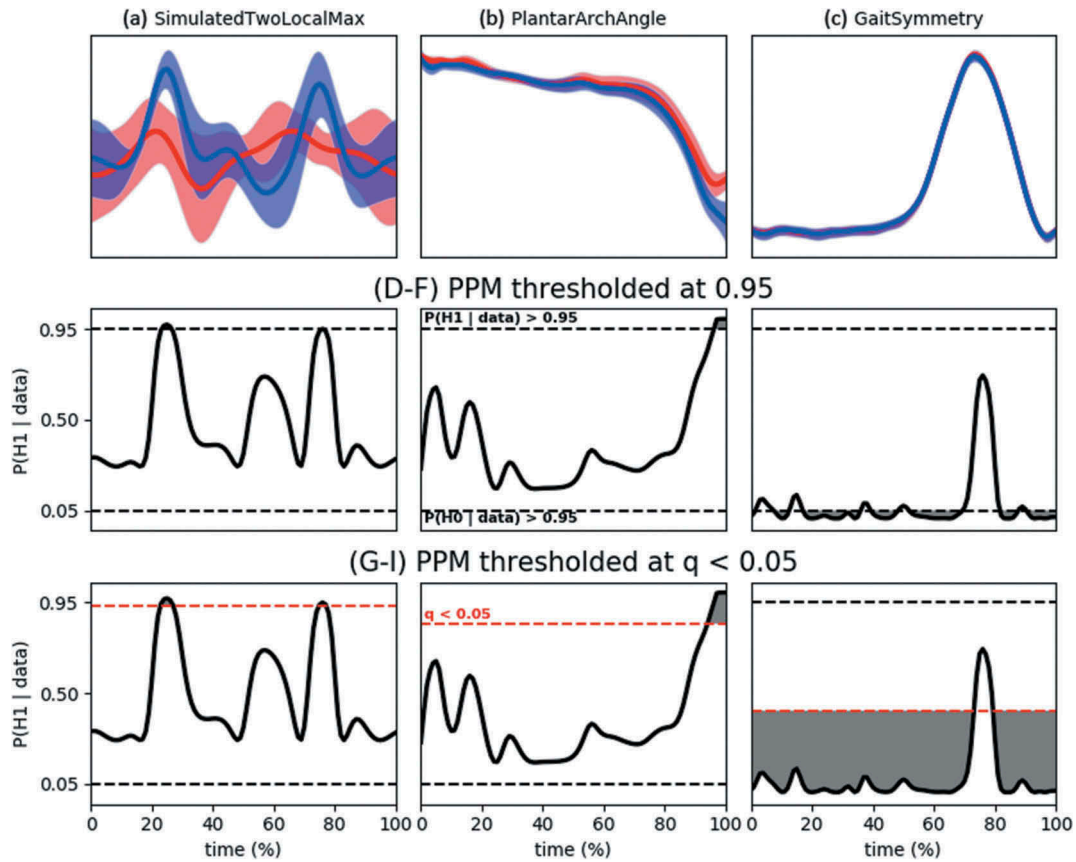 (a) SimulatedTwoLocalMax
(b) PlantarArchAngle
(c) GaitSymmetry
(D-F) PPM thresholded at 0.95
P(H1 | data)
0.95
0.50
0.05
P(H1 | data) > 0.95
P(H0 | data) > 0.95
(G-I) PPM thresholded at q < 0.05
P(H1 | data)
0.95
0.50
0.05
q < 0.05
0 20 40 60 80 100
time (%)
0 20 40 60 80 100
time (%)
0 20 40 60 80 100
time (%)